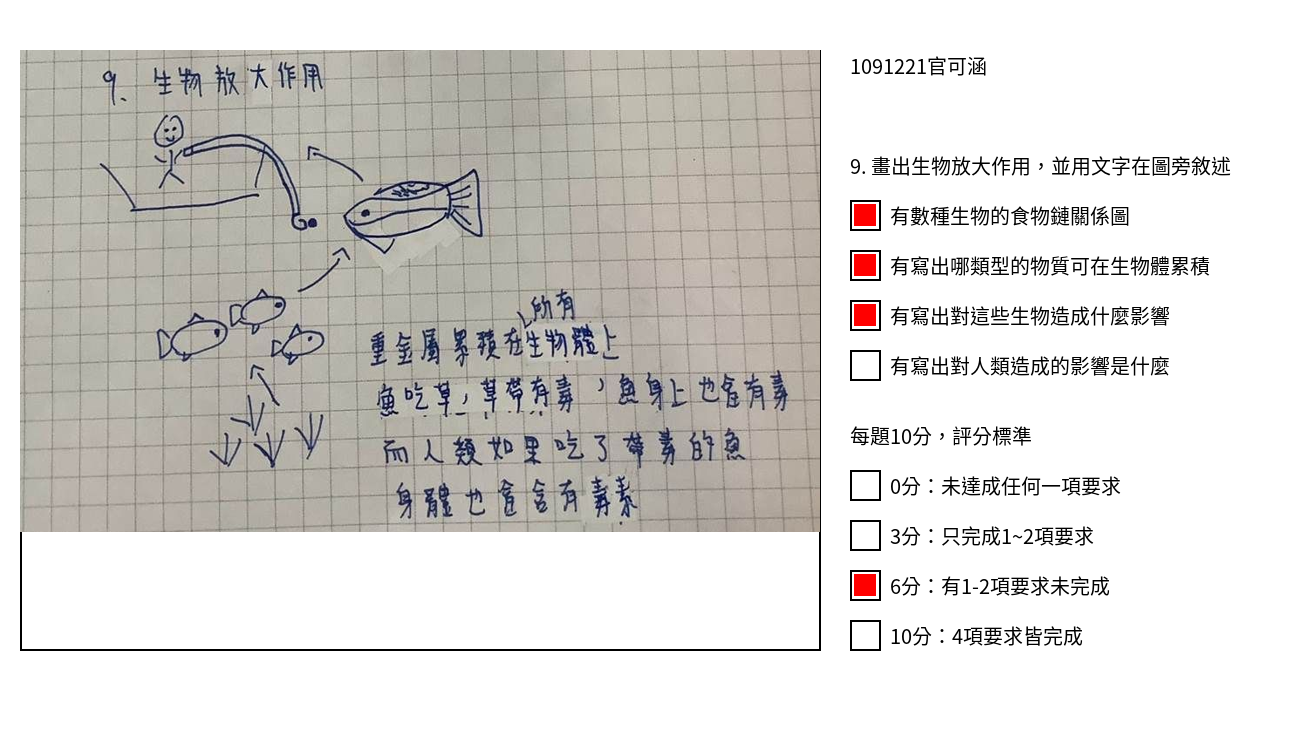 9. 生物放大作用
所有
重金屬累積在生物體上
魚吃草，草帶有毒，魚身上也含有毒
而人類如果吃了帶毒的魚
身體也會含有毒素
1091221官可涵
9. 畫出生物放大作用，並用文字在圖旁敘述
有數種生物的食物鏈關係圖
有寫出哪類型的物質可在生物體累積
有寫出對這些生物造成什麼影響
有寫出對人類造成的影響是什麼
每題10分，評分標準
0分：未達成任何一項要求
3分：只完成1~2項要求
6分：有1-2項要求未完成
10分：4項要求皆完成